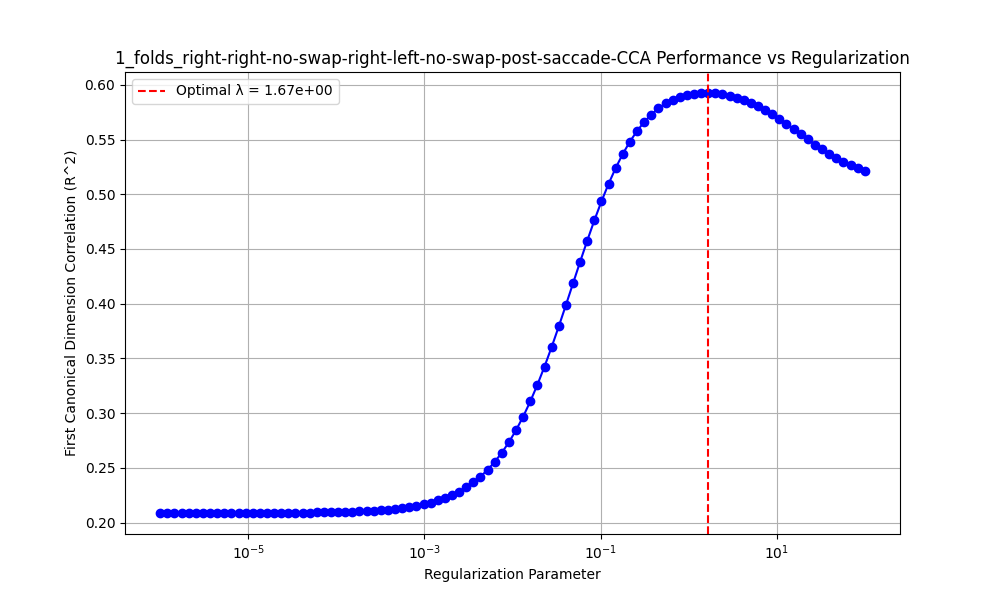 1_folds_right-right-no-swap-right-left-no-swap-post-saccade-CCA Performance vs Regularization
Optimal λ = 1.67e+00
First Canonical Dimension Correlation (R^2)
0.60
0.55
0.50
0.45
0.40
0.35
0.30
0.25
0.20
10⁻⁵ 10⁻³ 10⁻¹ 10¹
Regularization Parameter